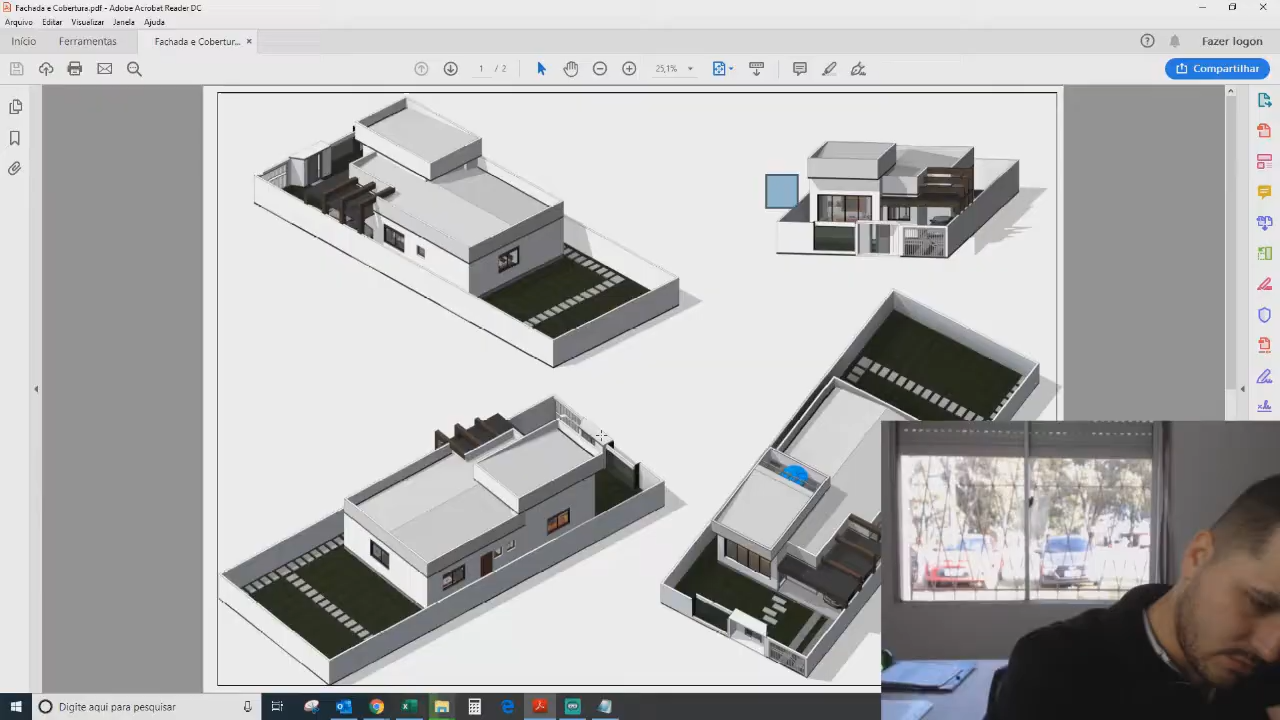 Fachada e Cobertura.pdf - Adobe Acrobat Reader DC
Arquivo Editar Visualizar Janela Ajuda
Início Ferramentas Fachada e Cobertur... × Fazer logon
1 / 2 25,1% Compartilhar
Digite aqui para pesquisar